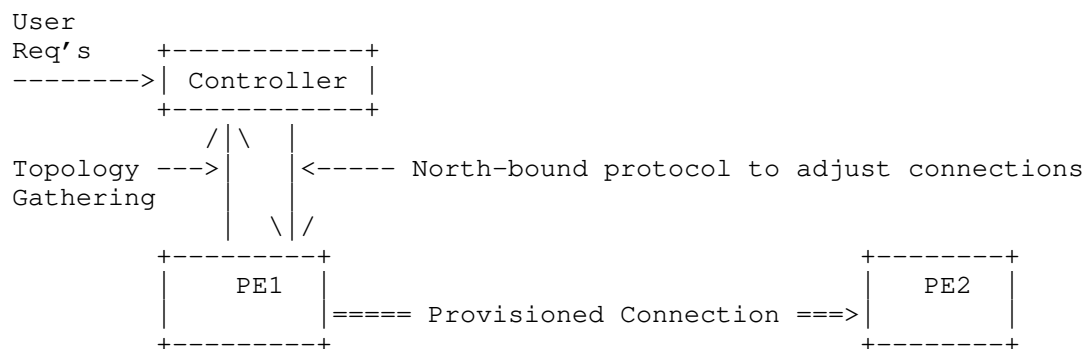 User
Req's
Controller
Topology
Gathering
North-bound protocol to adjust connections
PE1
PE2
Provisioned Connection